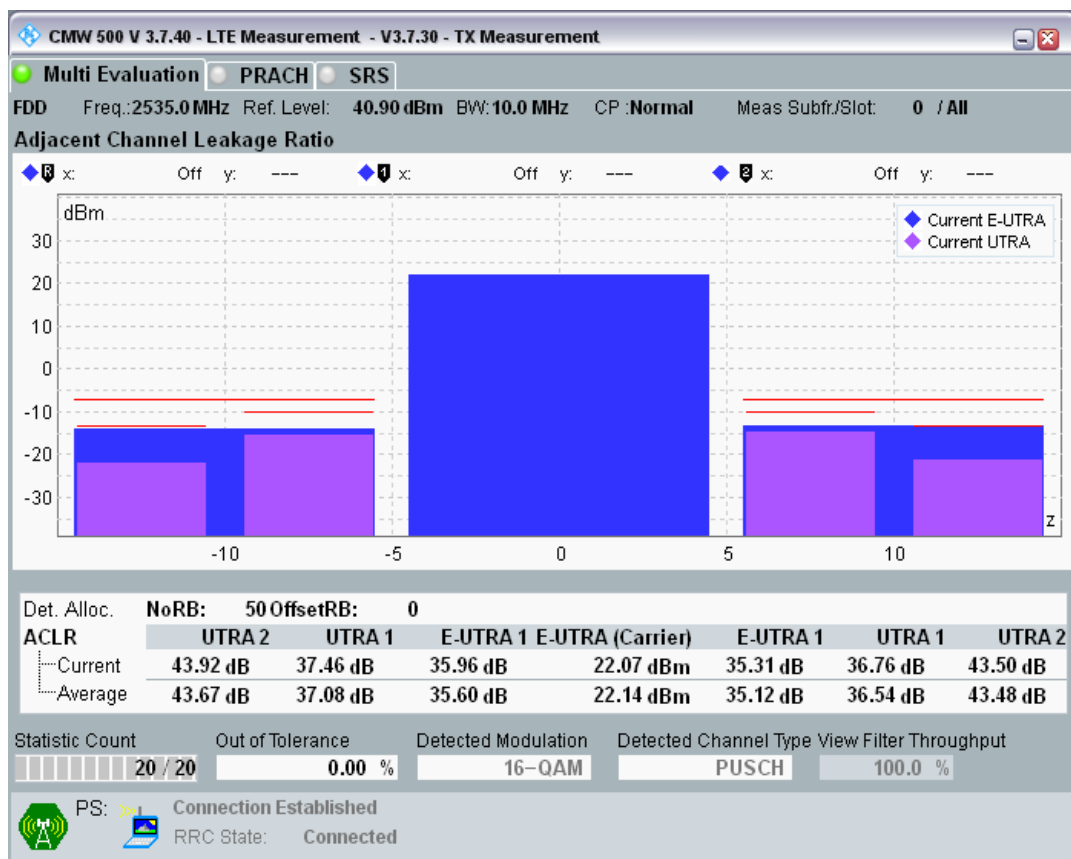 CMW 500 V 3.7.40 - LTE Measurement - V3.7.30 - TX Measurement
Multi Evaluation PRACH SRS
FDD Freq.:2535.0 MHz Ref. Level: 40.90 dBm BW:10.0 MHz CP :Normal Meas Subfr./Slot: 0 / All
Adjacent Channel Leakage Ratio
R x: Off y: --- 1 x: Off y: --- 2 x: Off y: ---
dBm
Current E-UTRA
Current UTRA
30
20
10
0
-10
-20
-30
z
-10 -5 0 5 10
Det. Alloc. NoRB: 50 OffsetRB: 0
ACLR UTRA 2 UTRA 1 E-UTRA 1 E-UTRA (Carrier) E-UTRA 1 UTRA 1 UTRA 2
Current 43.92 dB 37.46 dB 35.96 dB 22.07 dBm 35.31 dB 36.76 dB 43.50 dB
Average 43.67 dB 37.08 dB 35.60 dB 22.14 dBm 35.12 dB 36.54 dB 43.48 dB
Statistic Count Out of Tolerance Detected Modulation Detected Channel Type View Filter Throughput
20 / 20 0.00 % 16-QAM PUSCH 100.0 %
PS: Connection Established
RRC State: Connected